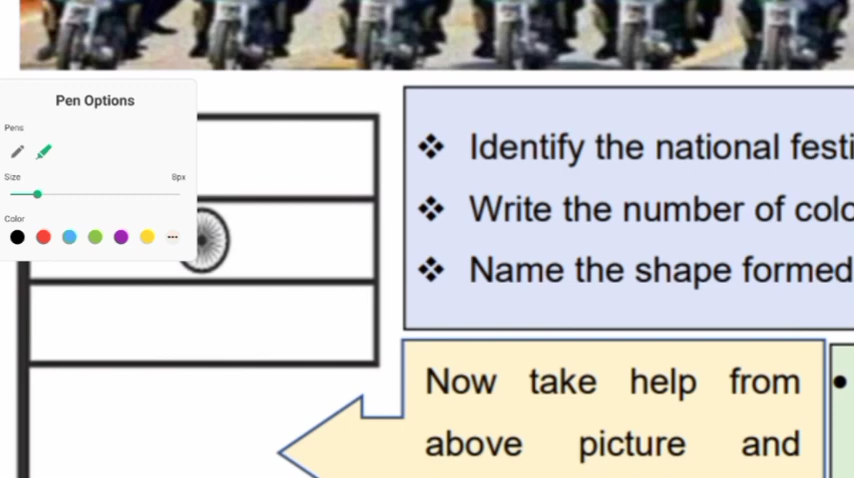 Pen Options
Pens
Size 8px
Color
❖ Identify the national festi
❖ Write the number of colo
❖ Name the shape formed
Now take help from
above picture and